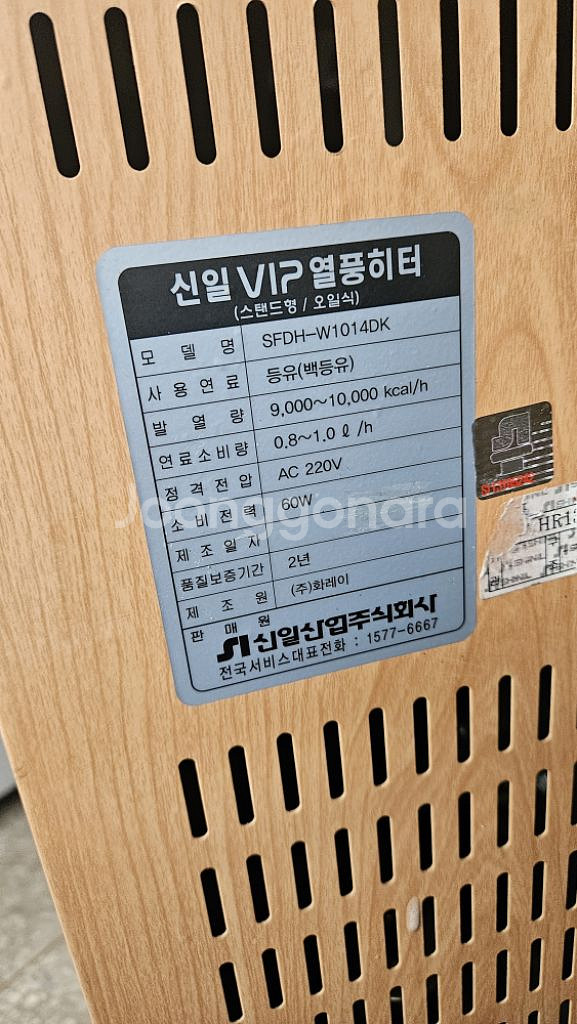 신일 VIP 열풍히터
(스탠드형 / 오일식)
모델명 SFDH-W1014DK
사용연료 등유(백등유)
발열량 9,000~10,000 kcal/h
연료소비량 0.8~1.0 ℓ /h
정격전압 AC 220V
소비전력 60W
제조일자
품질보증기간 2년
제조원 (주)화레이
판매원 신일산업주식회사
전국서비스대표전화 : 1577-6667
Joonggonara
HR1